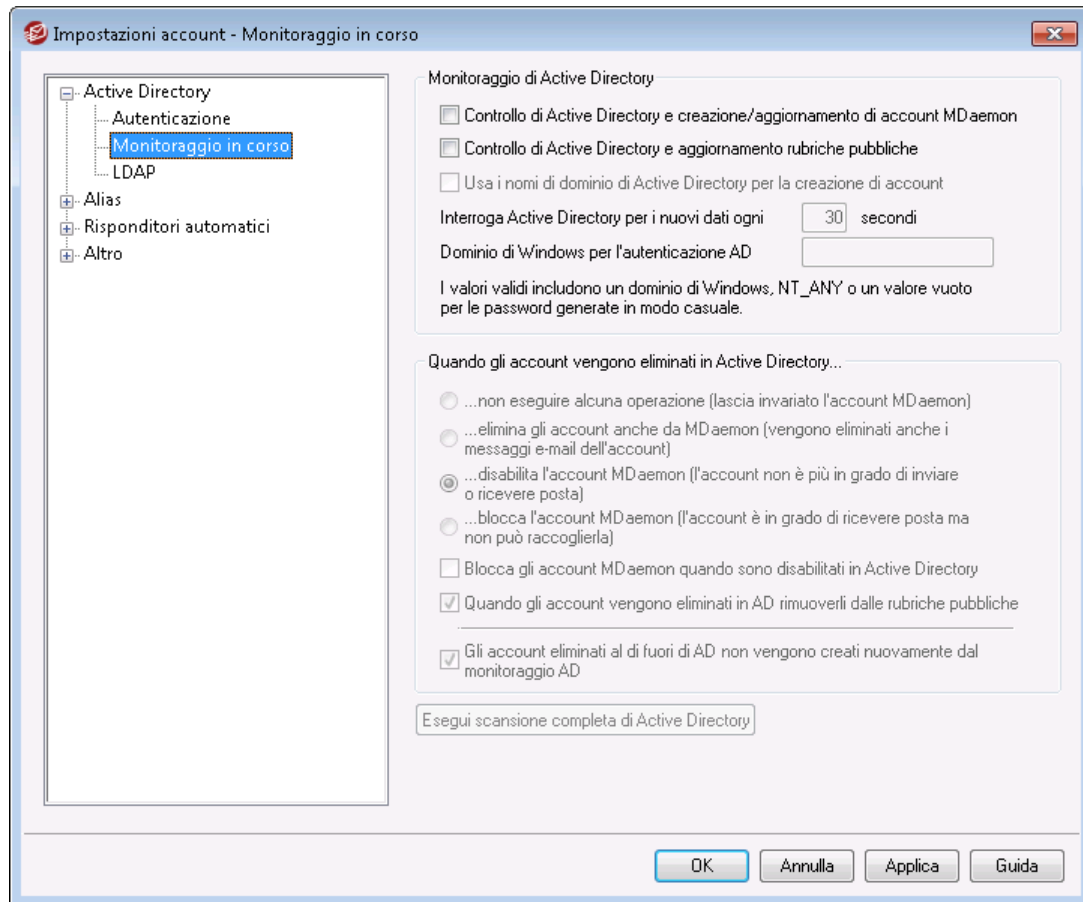 Impostazioni account - Monitoraggio in corso
Active Directory
Autenticazione
Monitoraggio in corso
LDAP
Alias
Risponditori automatici
Altro
Monitoraggio di Active Directory
Controllo di Active Directory e creazione/aggiornamento di account MDaemon
Controllo di Active Directory e aggiornamento rubriche pubbliche
Usa i nomi di dominio di Active Directory per la creazione di account
Interroga Active Directory per i nuovi dati ogni 30 secondi
Dominio di Windows per l'autenticazione AD
I valori validi includono un dominio di Windows, NT_ANY o un valore vuoto
per le password generate in modo casuale.
Quando gli account vengono eliminati in Active Directory...
...non eseguire alcuna operazione (lascia invariato l'account MDaemon)
...elimina gli account anche da MDaemon (vengono eliminati anche i
messaggi e-mail dell'account)
...disabilita l'account MDaemon (l'account non è più in grado di inviare
o ricevere posta)
...blocca l'account MDaemon (l'account è in grado di ricevere posta ma
non può raccoglierla)
Blocca gli account MDaemon quando sono disabilitati in Active Directory
Quando gli account vengono eliminati in AD rimuoverli dalle rubriche pubbliche
Gli account eliminati al di fuori di AD non vengono creati nuovamente dal
monitoraggio AD
Esegui scansione completa di Active Directory
OK
Annulla
Applica
Guida